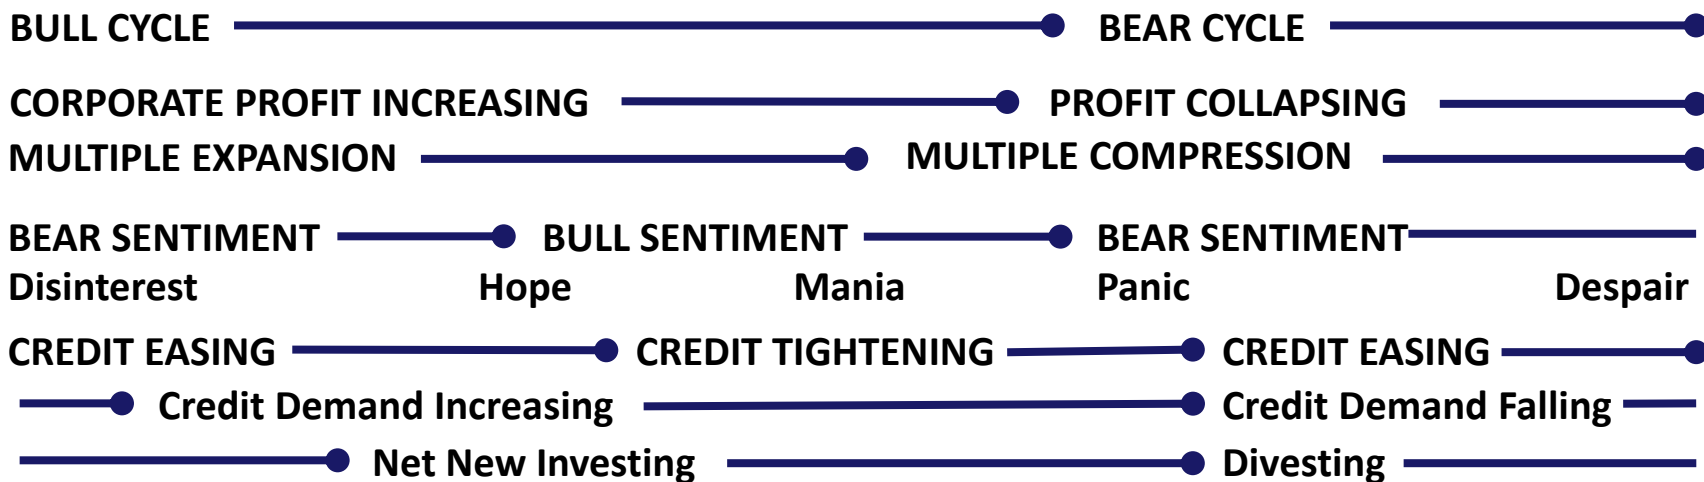 BULL CYCLE BEAR CYCLE
CORPORATE PROFIT INCREASING PROFIT COLLAPSING
MULTIPLE EXPANSION MULTIPLE COMPRESSION
BEAR SENTIMENT BULL SENTIMENT BEAR SENTIMENT
Disinterest Hope Mania Panic Despair
CREDIT EASING CREDIT TIGHTENING CREDIT EASING
Credit Demand Increasing Credit Demand Falling
Net New Investing Divesting